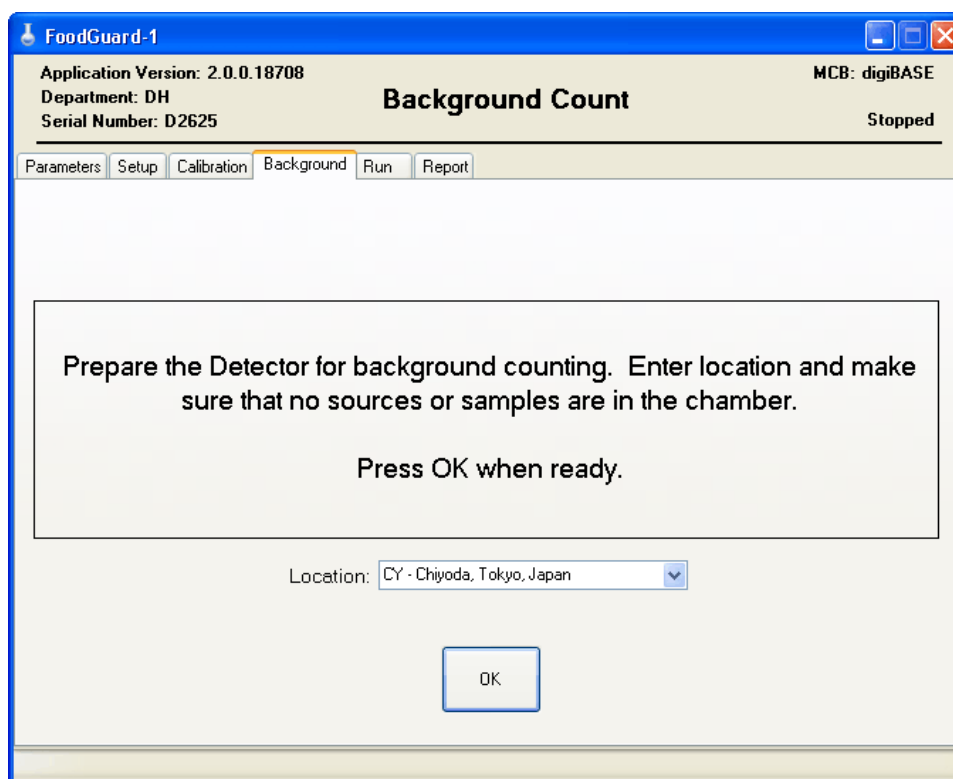 FoodGuard-1
Application Version: 2.0.0.18708
MCB: digiBASE
Department: DH
Background Count
Serial Number: D2625
Stopped
Parameters Setup Calibration Background Run Report
Prepare the Detector for background counting.  Enter location and make
sure that no sources or samples are in the chamber.
Press OK when ready.
Location: CY - Chiyoda, Tokyo, Japan
OK